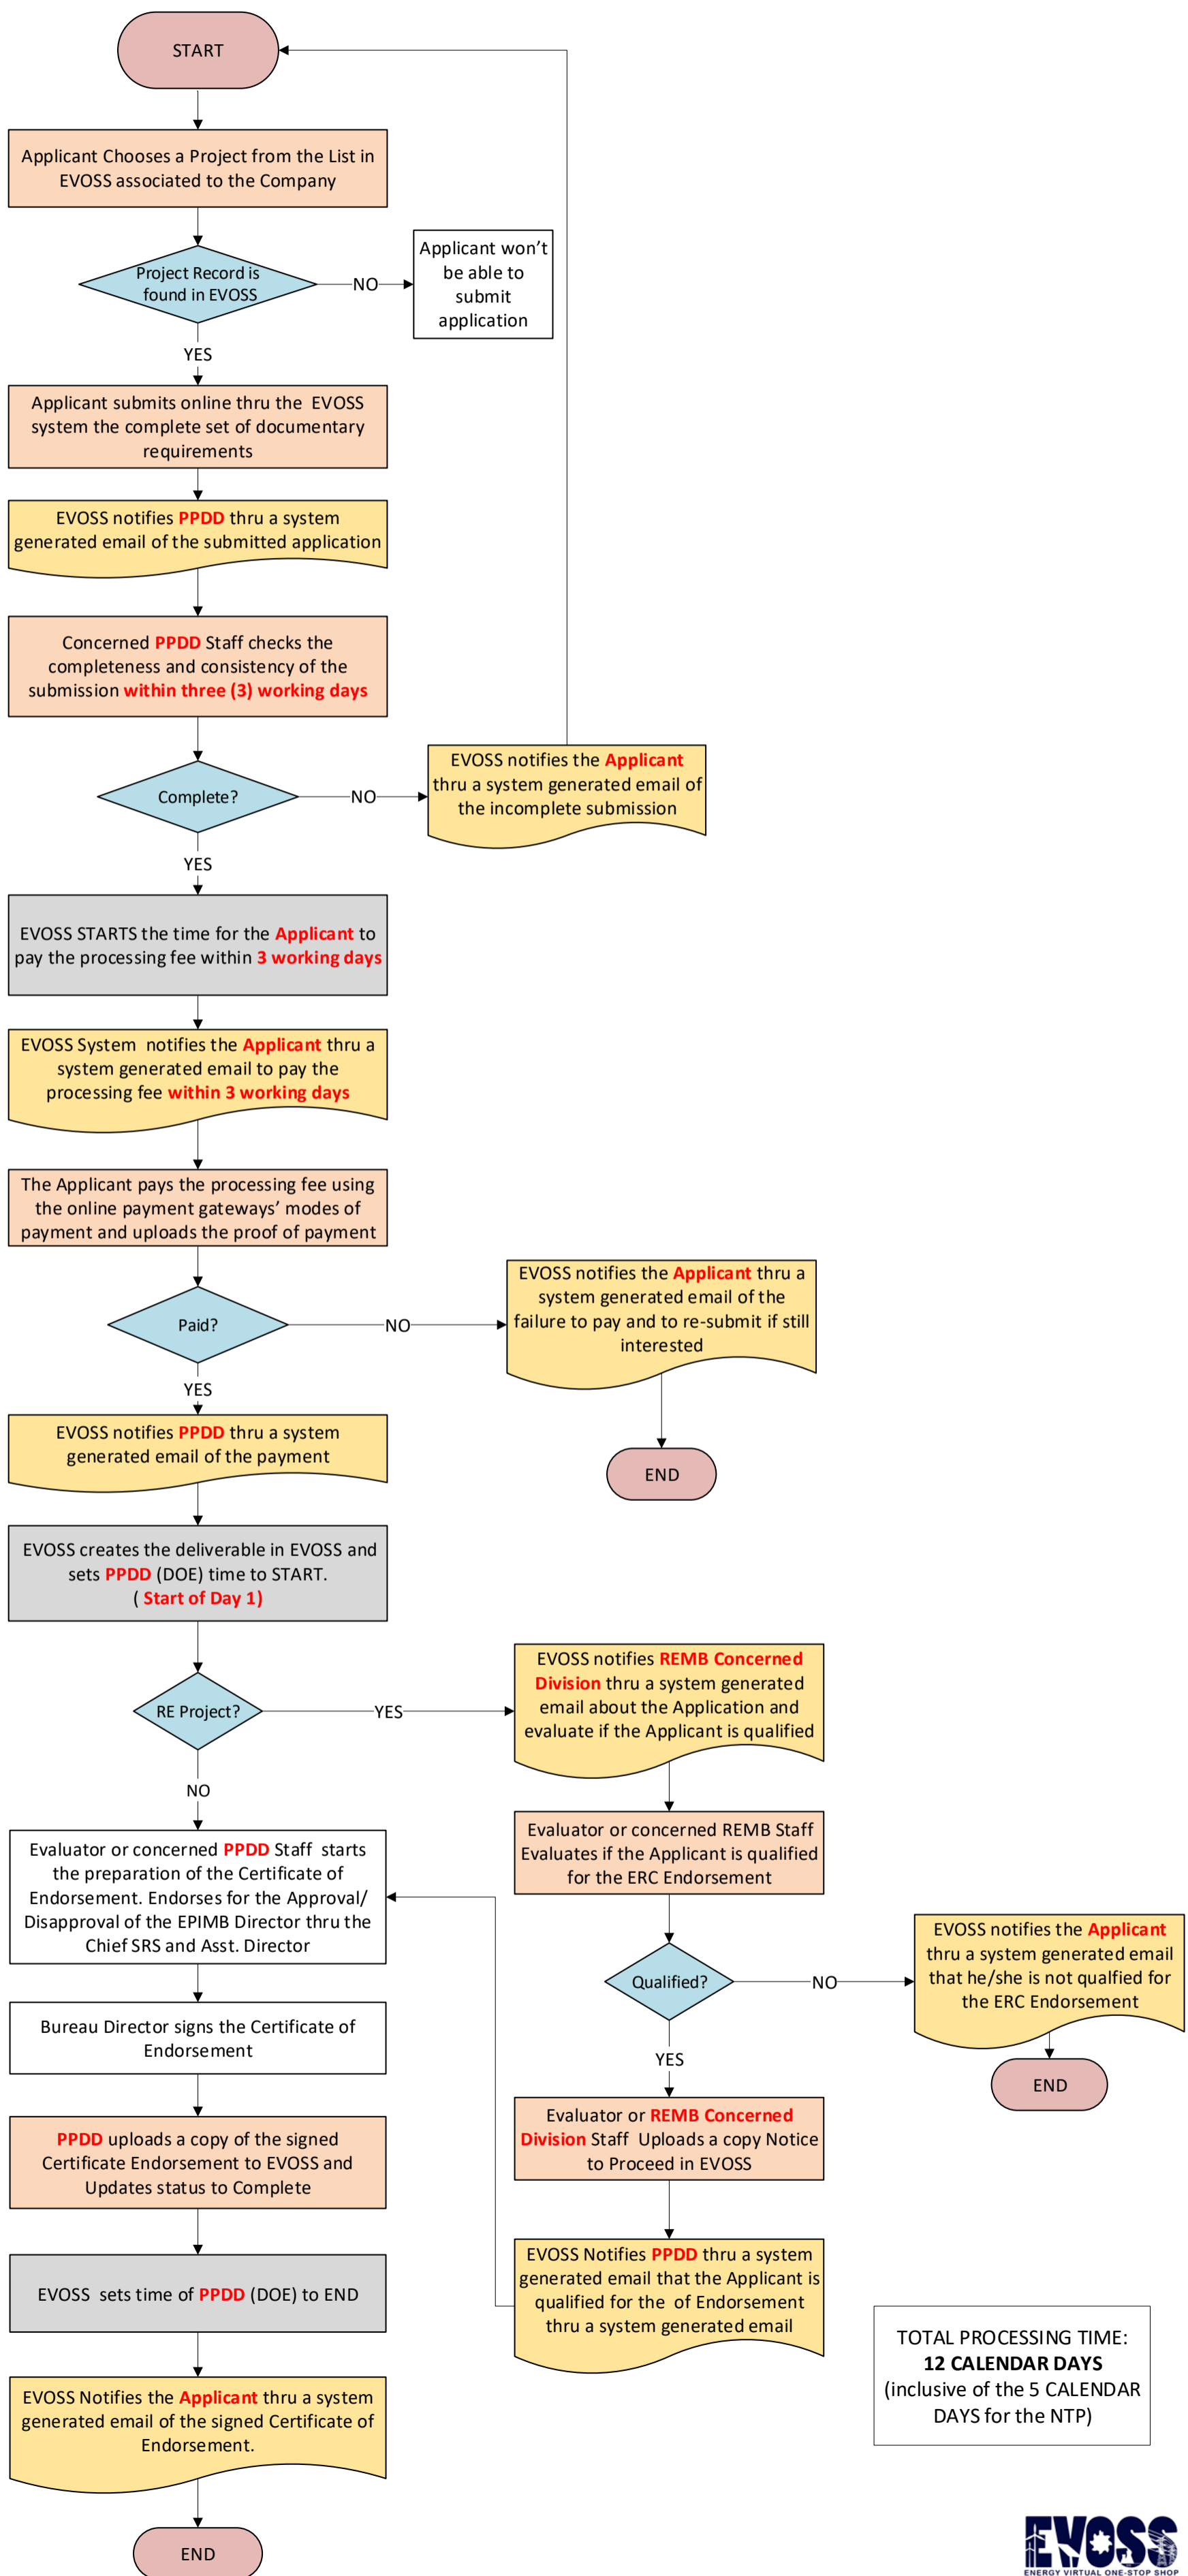 START
Applicant Chooses a Project from the List in
EVOSS associated to the Company
Project Record is
found in EVOSS
NO
Applicant won't
be able to
submit
application
YES
Applicant submits online thru the EVOSS
system the complete set of documentary
requirements
EVOSS notifies PPDD thru a system
generated email of the submitted application
Concerned PPDD Staff checks the
completeness and consistency of the
submission within three (3) working days
Complete?
NO
EVOSS notifies the Applicant
thru a system generated email of
the incomplete submission
YES
EVOSS STARTS the time for the Applicant to
pay the processing fee within 3 working days
EVOSS System notifies the Applicant thru a
system generated email to pay the
processing fee within 3 working days
The Applicant pays the processing fee using
the online payment gateways' modes of
payment and uploads the proof of payment
Paid?
NO
EVOSS notifies the Applicant thru a
system generated email of the
failure to pay and to re-submit if still
interested
END
YES
EVOSS notifies PPDD thru a system
generated email of the payment
EVOSS creates the deliverable in EVOSS and
sets PPDD (DOE) time to START.
( Start of Day 1)
RE Project?
YES
EVOSS notifies REMB Concerned
Division thru a system generated
email about the Application and
evaluate if the Applicant is qualified
NO
Evaluator or concerned REMB Staff
Evaluates if the Applicant is qualified
for the ERC Endorsement
Evaluator or concerned PPDD Staff starts
the preparation of the Certificate of
Endorsement. Endorses for the Approval/
Disapproval of the EPIMB Director thru the
Chief SRS and Asst. Director
Qualified?
NO
EVOSS notifies the Applicant
thru a system generated email
that he/she is not qualfied for
the ERC Endorsement
END
YES
Bureau Director signs the Certificate of
Endorsement
Evaluator or REMB Concerned
Division Staff Uploads a copy Notice
to Proceed in EVOSS
PPDD uploads a copy of the signed
Certificate Endorsement to EVOSS and
Updates status to Complete
EVOSS Notifies PPDD thru a system
generated email that the Applicant is
qualified for the of Endorsement
thru a system generated email
EVOSS sets time of PPDD (DOE) to END
TOTAL PROCESSING TIME:
12 CALENDAR DAYS
(inclusive of the 5 CALENDAR
DAYS for the NTP)
EVOSS Notifies the Applicant thru a system
generated email of the signed Certificate of
Endorsement.
END
EVOSS
ENERGY VIRTUAL ONE-STOP SHOP